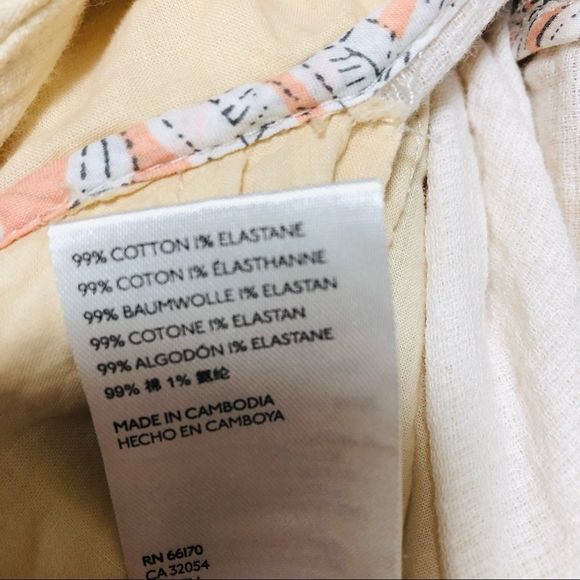 99% COTTON 1% ELASTANE
99% COTON 1% ÉLASTHANNE
99% BAUMWOLLE 1% ELASTAN
99% COTONE 1% ELASTAN
99% ALGODÓN 1% ELASTANE
99% 棉 1% 氨纶
MADE IN CAMBODIA
HECHO EN CAMBOYA
RN 66170
CA 32054